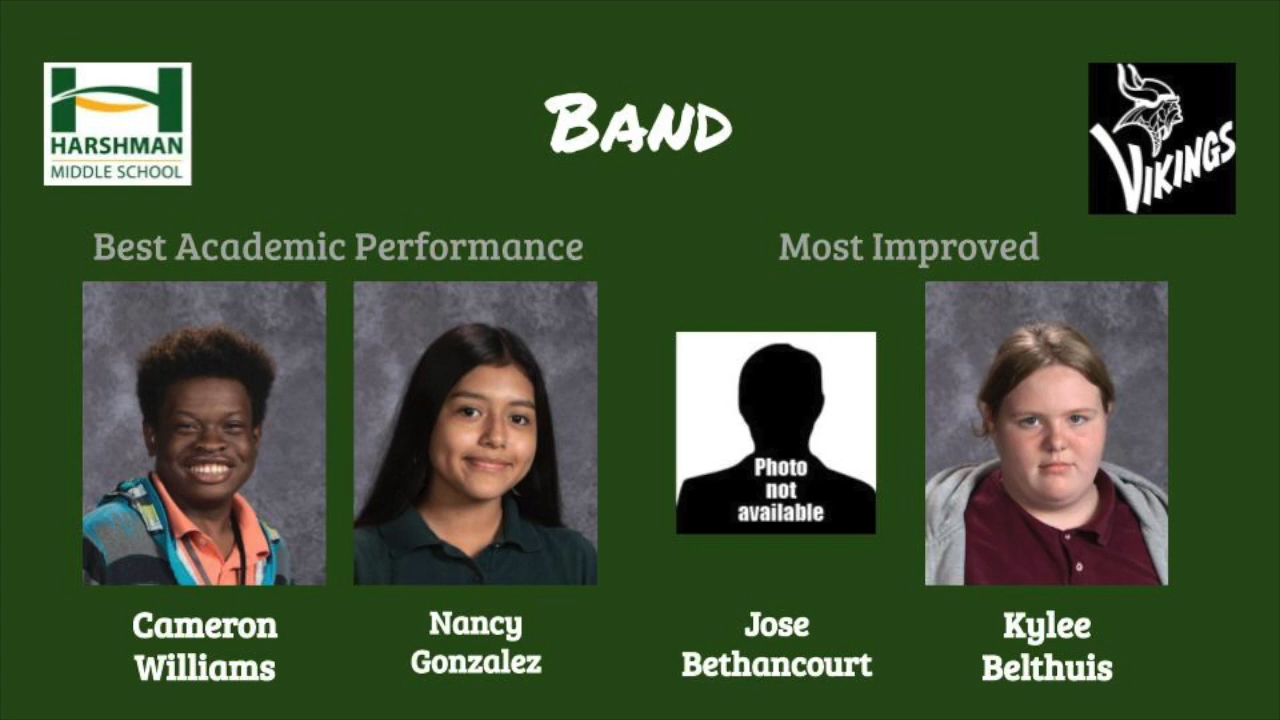 HARSHMAN
MIDDLE SCHOOL
Band
VIKINGS
Best Academic Performance
Most Improved
Photo
not
available
Cameron
Williams
Nancy
Gonzalez
Jose
Bethancourt
Kylee
Belthuis